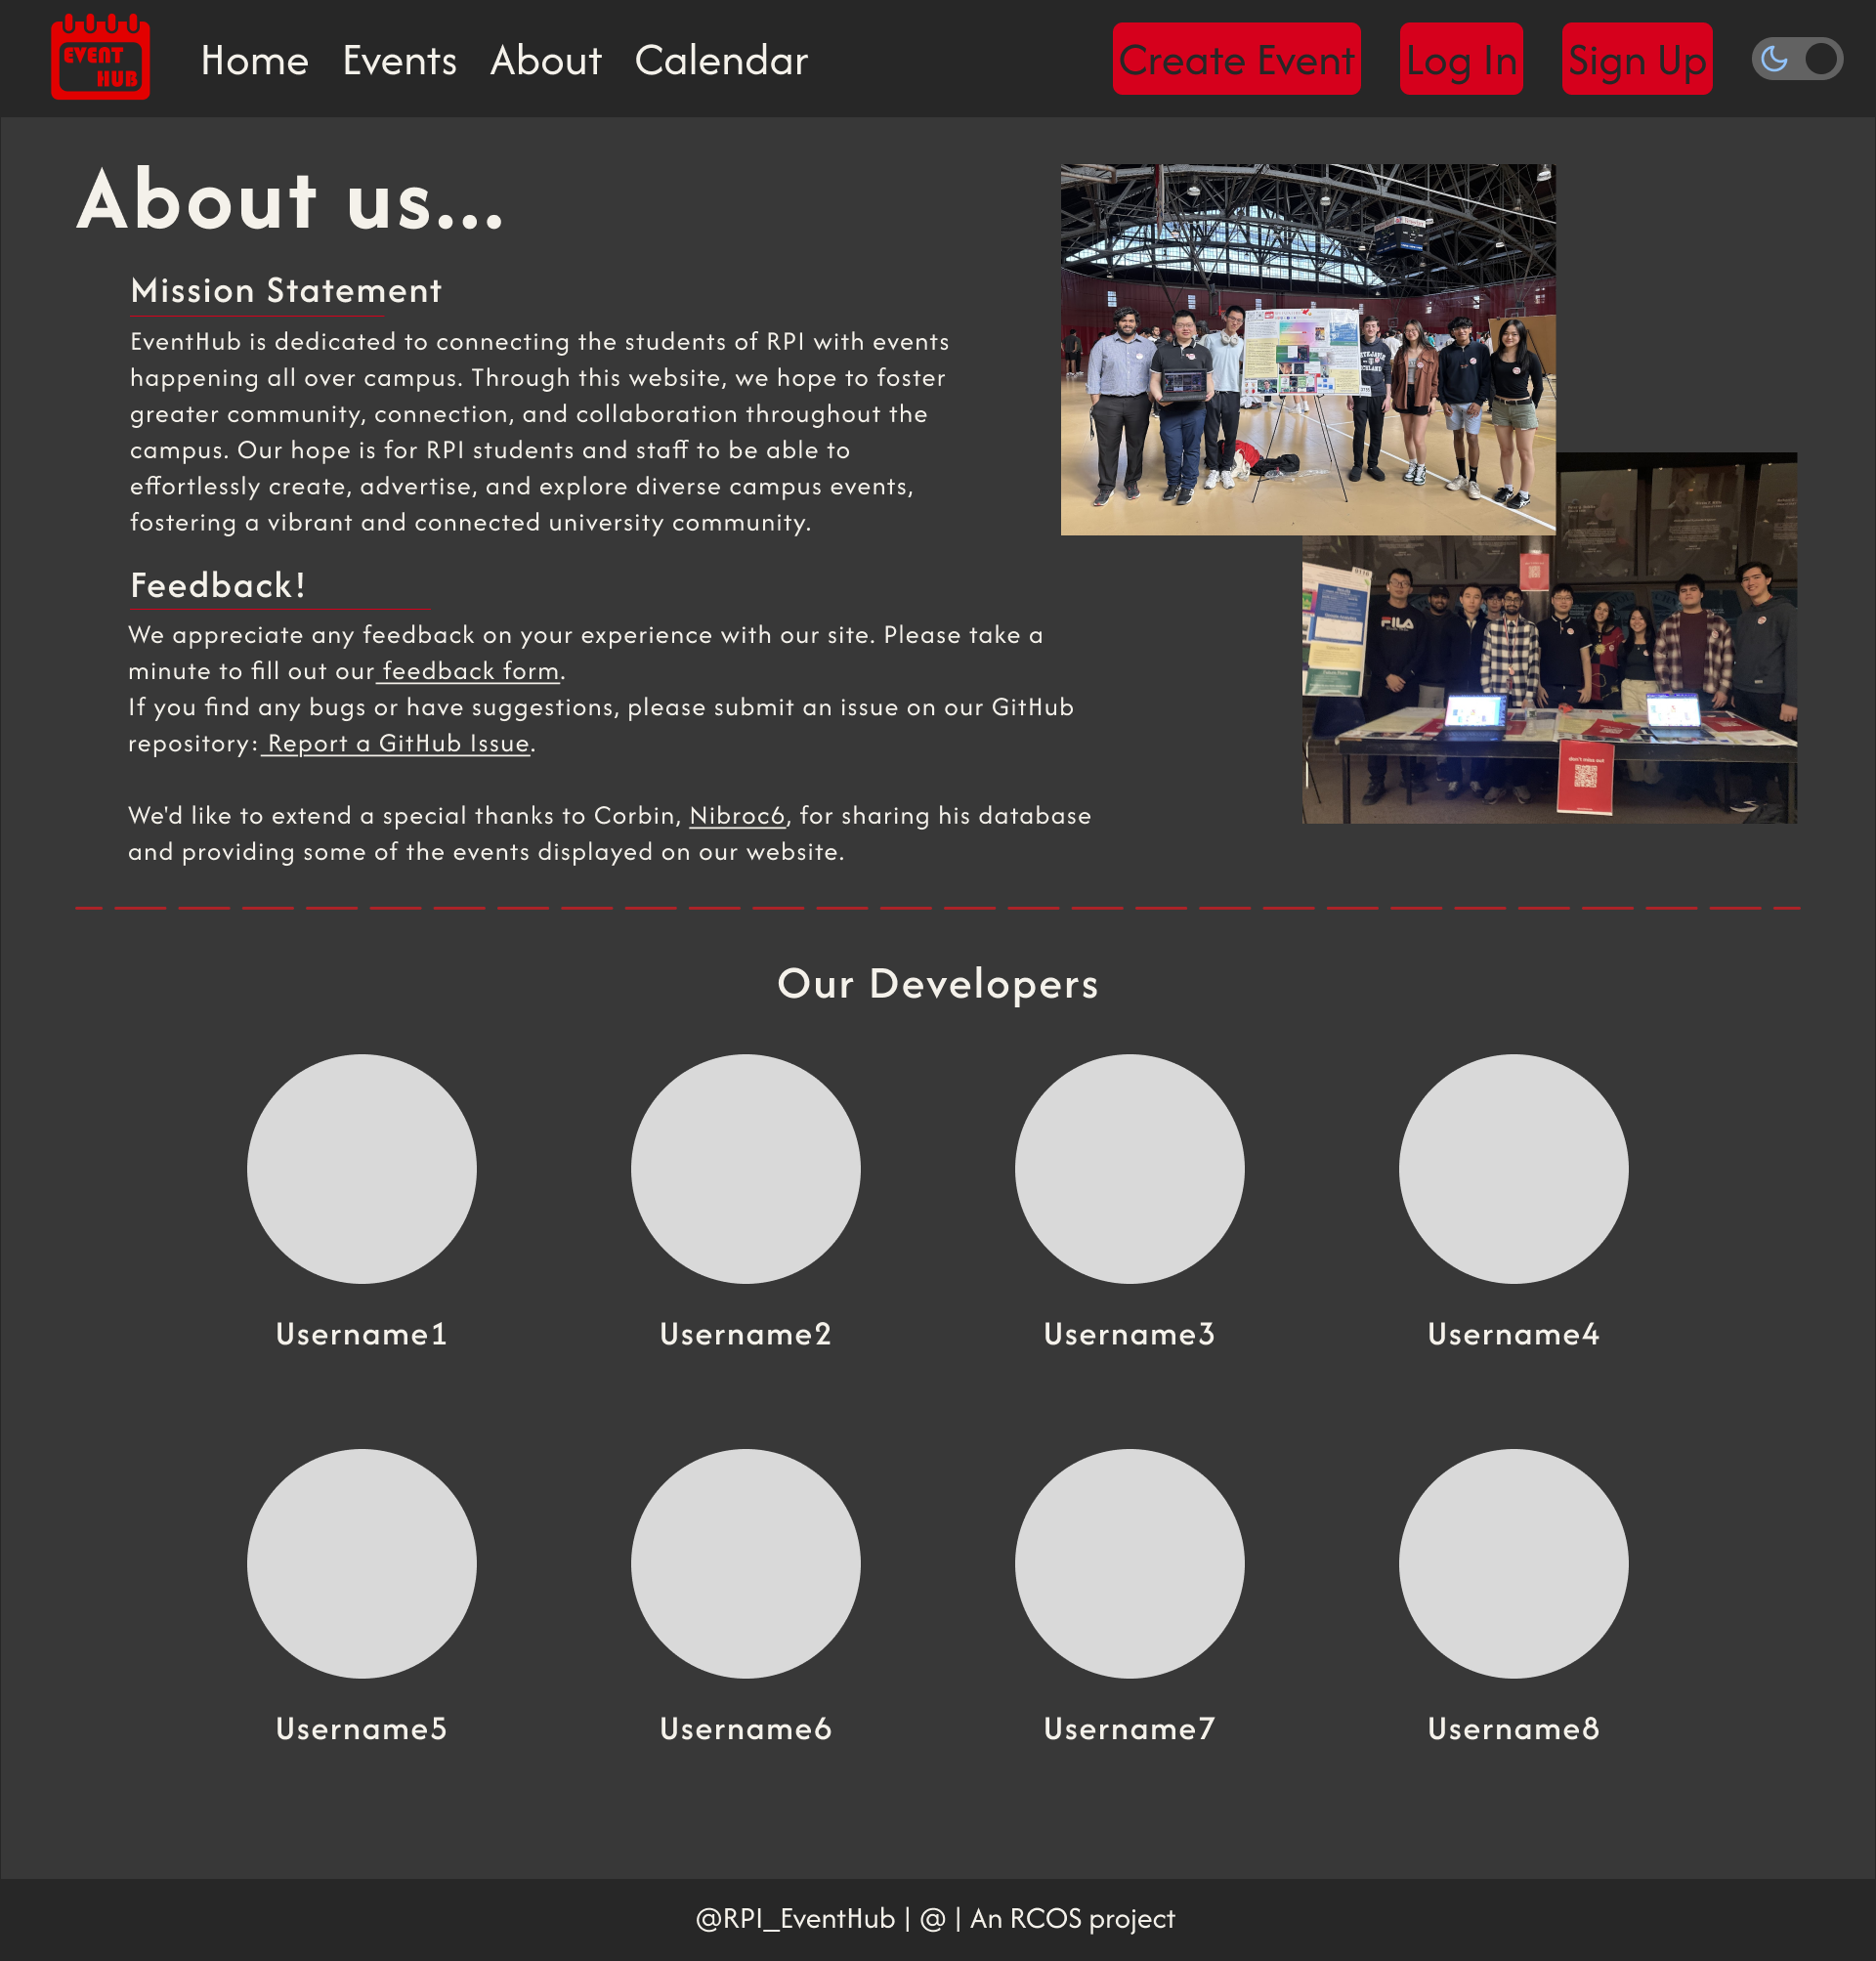 EVENT
HUB
Home Events About Calendar
Create Event Log In Sign Up
About us...
Mission Statement
EventHub is dedicated to connecting the students of RPI with events
happening all over campus. Through this website, we hope to foster
greater community, connection, and collaboration throughout the
campus. Our hope is for RPI students and staff to be able to
effortlessly create, advertise, and explore diverse campus events,
fostering a vibrant and connected university community.
Feedback!
We appreciate any feedback on your experience with our site. Please take a
minute to fill out our feedback form.
If you find any bugs or have suggestions, please submit an issue on our GitHub
repository: Report a GitHub Issue.
We'd like to extend a special thanks to Corbin, Nibroc6, for sharing his database
and providing some of the events displayed on our website.
FILA
don't miss out
Our Developers
Username1 Username2 Username3 Username4
Username5 Username6 Username7 Username8
@RPI_EventHub | @ | An RCOS project